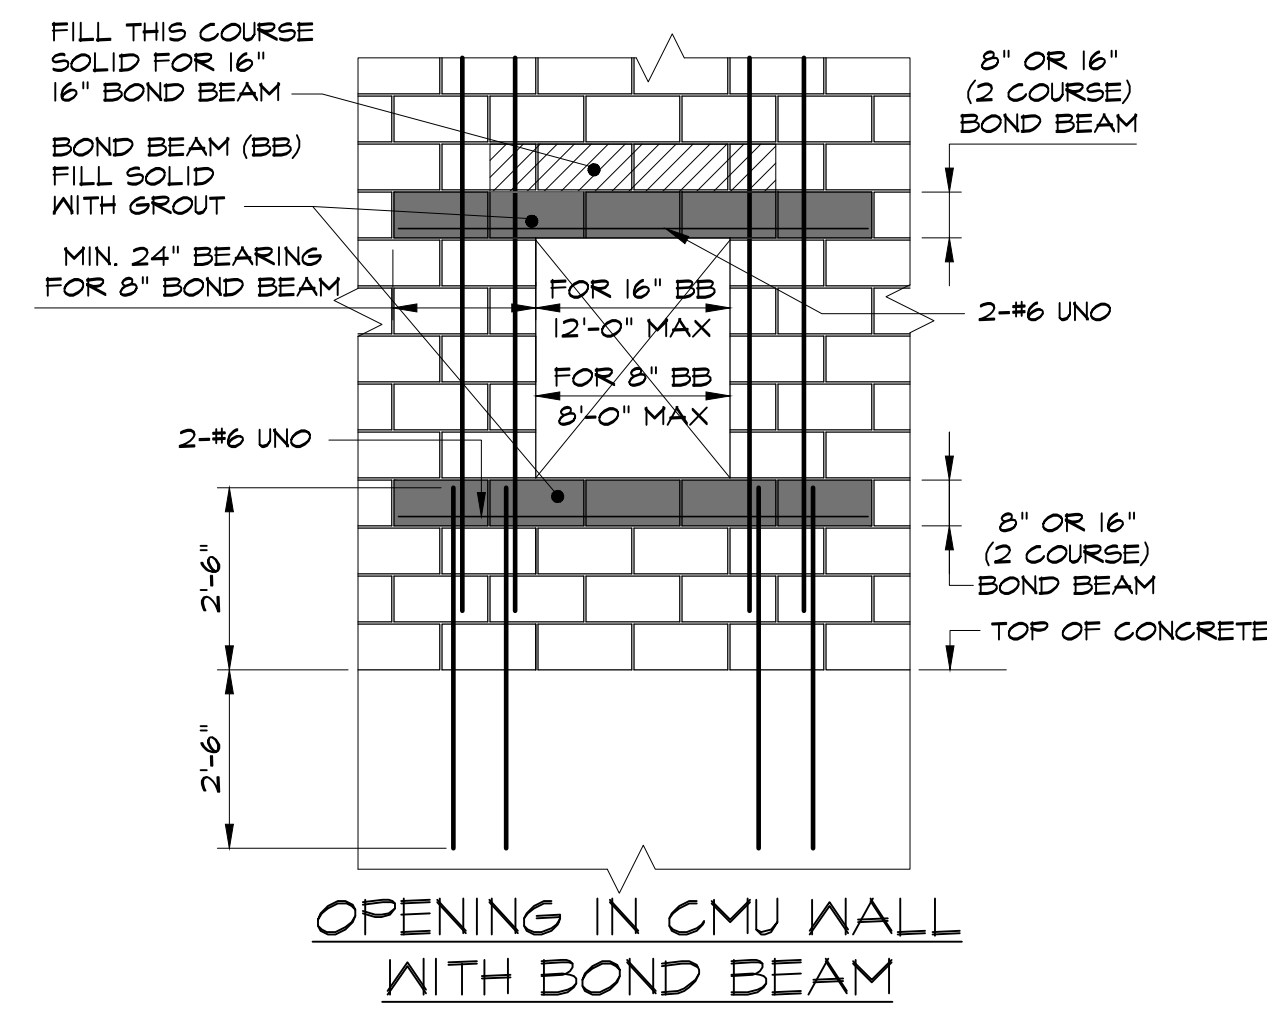 FILL THIS COURSE
SOLID FOR 16"
16" BOND BEAM
BOND BEAM (BB)
FILL SOLID
WITH GROUT
MIN. 24" BEARING
FOR 8" BOND BEAM
8" OR 16"
(2 COURSE)
BOND BEAM
FOR 16" BB
12'-0" MAX
FOR 8" BB
8'-0" MAX
2-#6 UNO
2-#6 UNO
8" OR 16"
(2 COURSE)
BOND BEAM
TOP OF CONCRETE
2'-6"
2'-6"
OPENING IN CMU WALL
WITH BOND BEAM